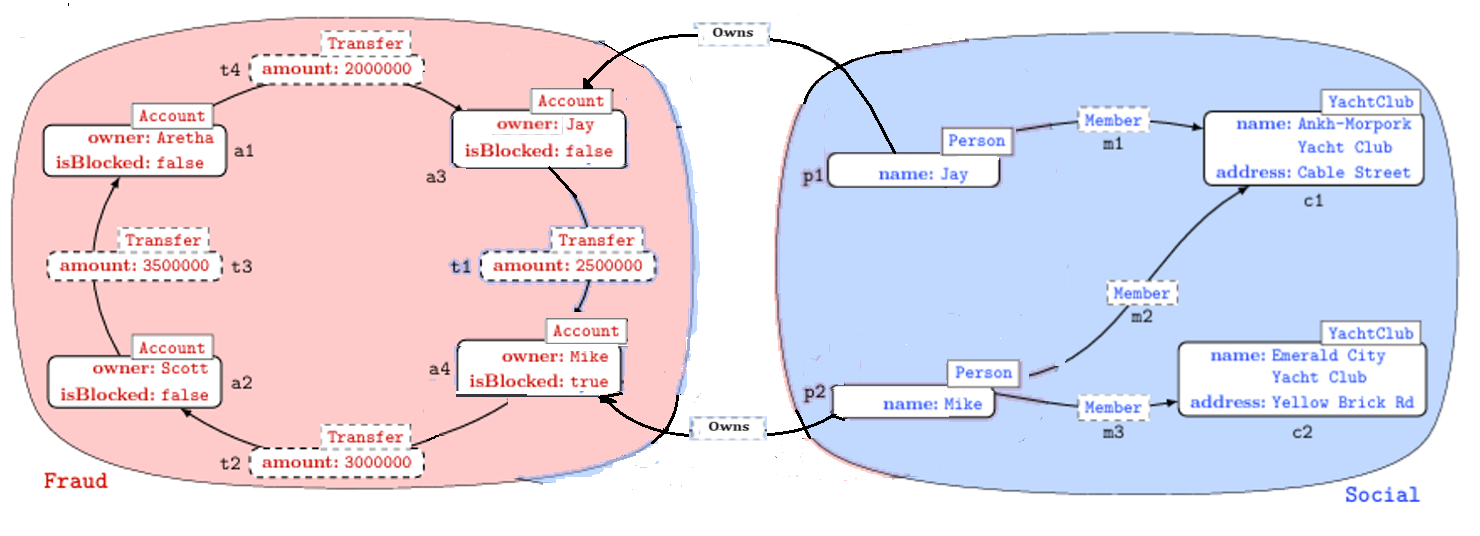 Owns
Transfer
t4 amount: 2000000
Account
owner: Aretha
isBlocked: false
a1
Account
owner: Jay
isBlocked: false
a3
Transfer
amount: 3500000 t3
Transfer
t1 amount: 2500000
Account
owner: Scott
isBlocked: false
a2
Account
owner: Mike
isBlocked: true
a4
Transfer
t2 amount: 3000000
Fraud
Owns
Person
p1 name: Jay
Member
m1
YachtClub
name: Ankh-Morpork
Yacht Club
address: Cable Street
c1
Member
m2
Person
p2 name: Mike
Member
m3
YachtClub
name: Emerald City
Yacht Club
address: Yellow Brick Rd
c2
Social